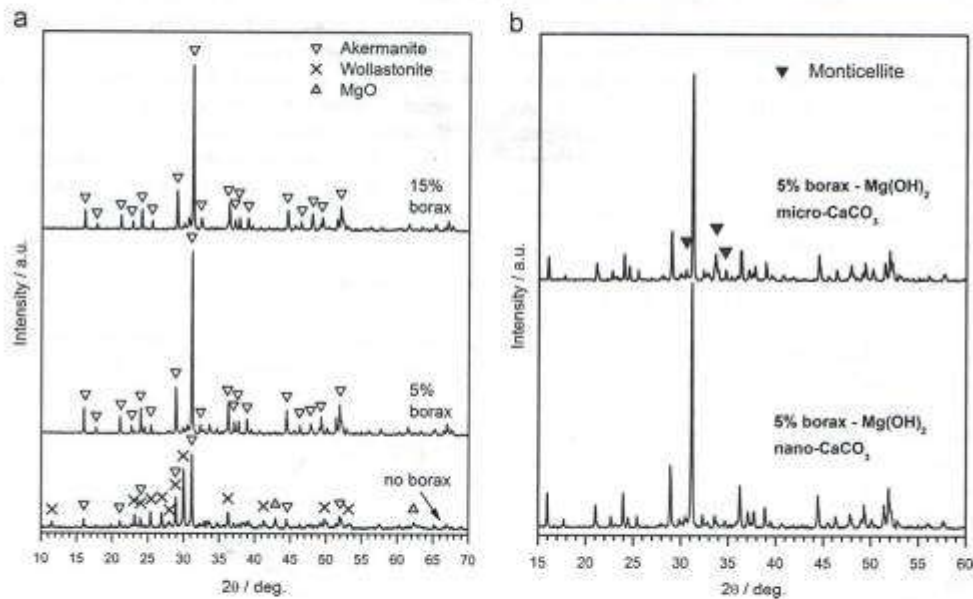 a
▽ Akermanite
× Wollastonite
△ MgO
15%
borax
5%
borax
no borax
Intensity / a.u.
10 15 20 25 30 35 40 45 50 55 60 65 70
2θ / deg.
b
▼ Monticellite
5% borax - Mg(OH)₂
micro-CaCO₃
5% borax - Mg(OH)₂
nano-CaCO₃
Intensity / a.u.
15 20 25 30 35 40 45 50 55 60
2θ / deg.